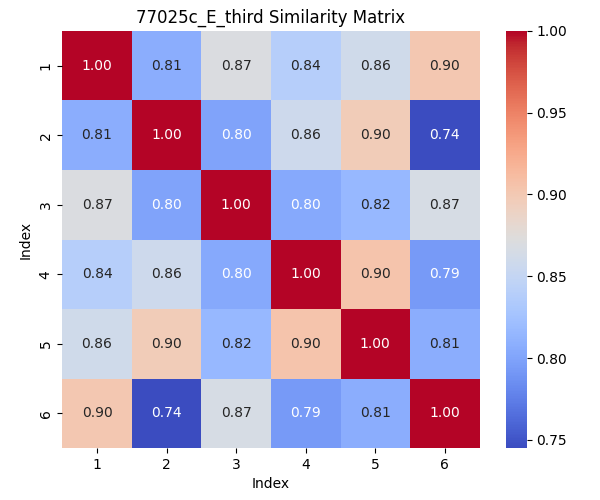 77025c_E_third Similarity Matrix
1 1.00 0.81 0.87 0.84 0.86 0.90
2 0.81 1.00 0.80 0.86 0.90 0.74
3 0.87 0.80 1.00 0.80 0.82 0.87
4 0.84 0.86 0.80 1.00 0.90 0.79
5 0.86 0.90 0.82 0.90 1.00 0.81
6 0.90 0.74 0.87 0.79 0.81 1.00
1 2 3 4 5 6
Index
Index
1.00
0.95
0.90
0.85
0.80
0.75